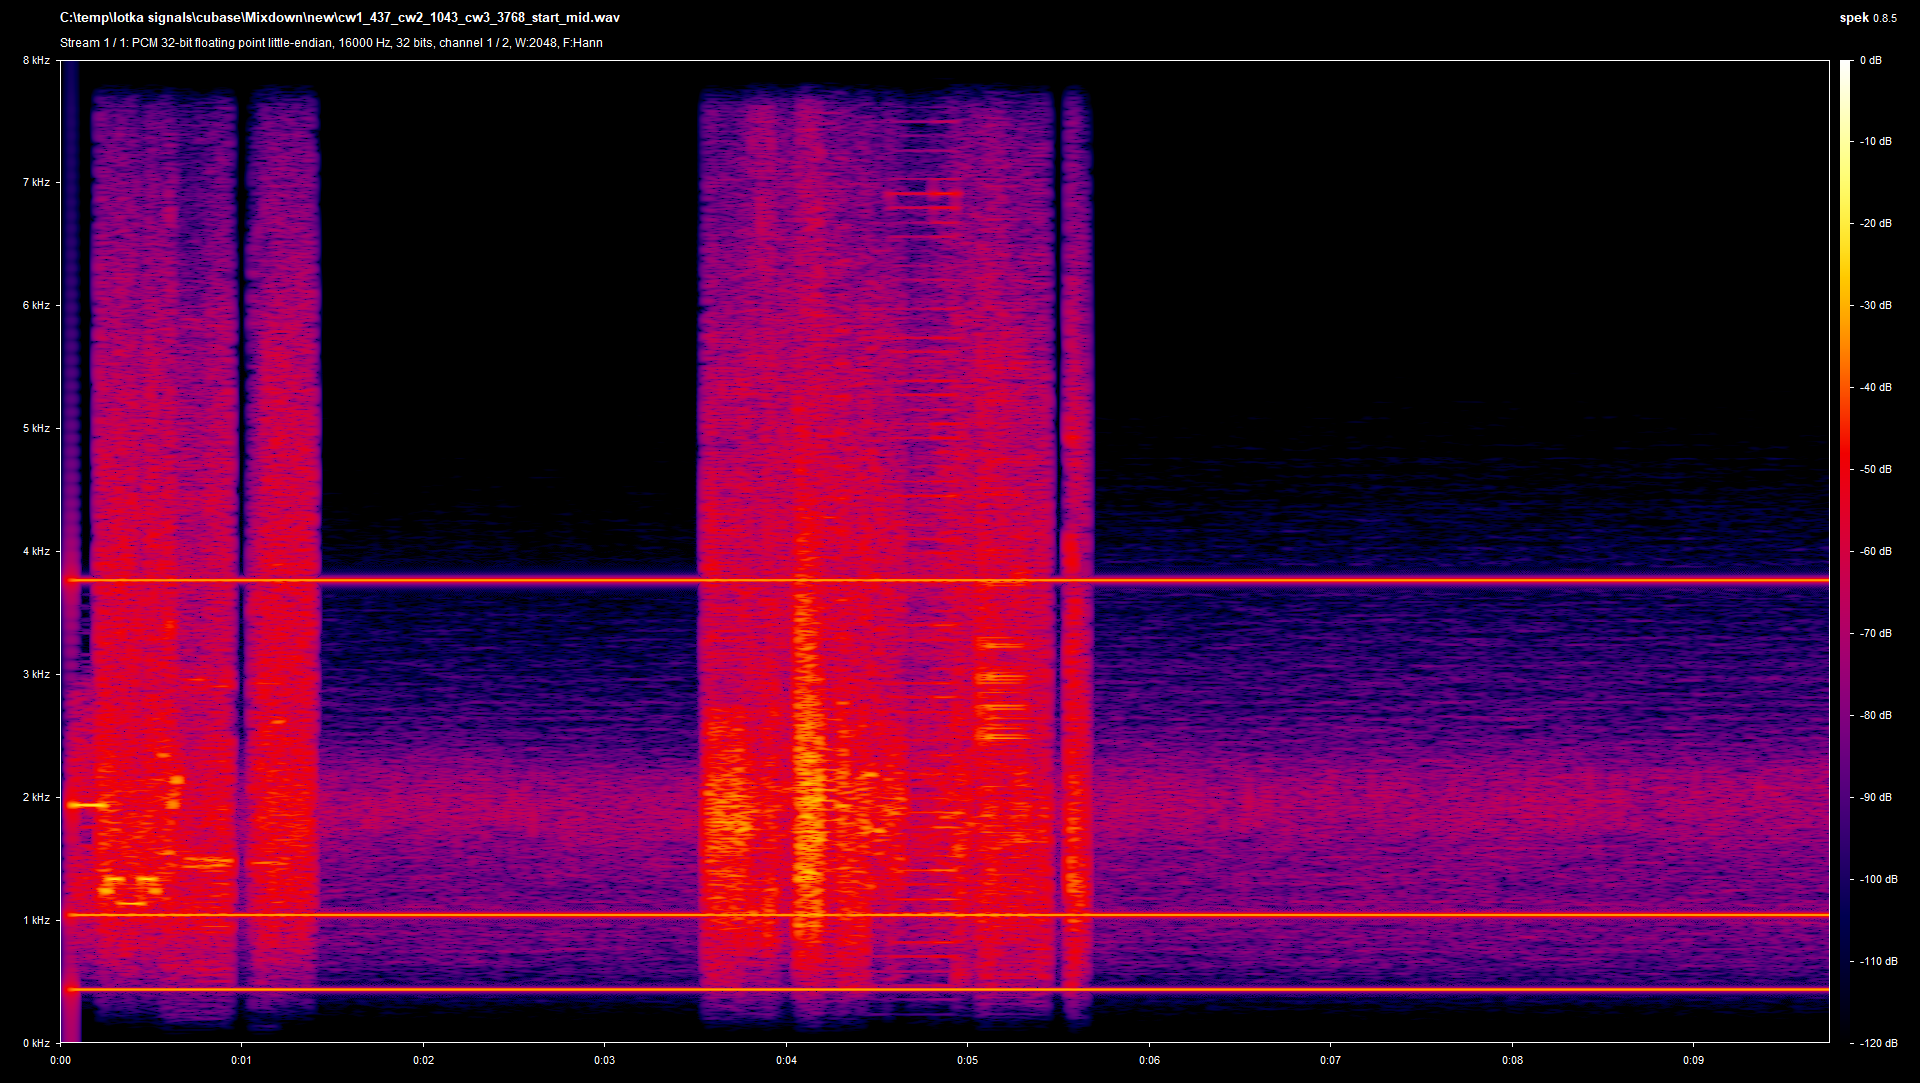 C:\temp\lotka signals\cubase\Mixdown\new\cw1_437_cw2_1043_cw3_3768_start_mid.wav
spek 0.8.5
Stream 1 / 1: PCM 32-bit floating point little-endian, 16000 Hz, 32 bits, channel 1 / 2, W:2048, F:Hann
8 kHz
7 kHz
6 kHz
5 kHz
4 kHz
3 kHz
2 kHz
1 kHz
0 kHz
0:00
0:01
0:02
0:03
0:04
0:05
0:06
0:07
0:08
0:09
0 dB
-10 dB
-20 dB
-30 dB
-40 dB
-50 dB
-60 dB
-70 dB
-80 dB
-90 dB
-100 dB
-110 dB
-120 dB